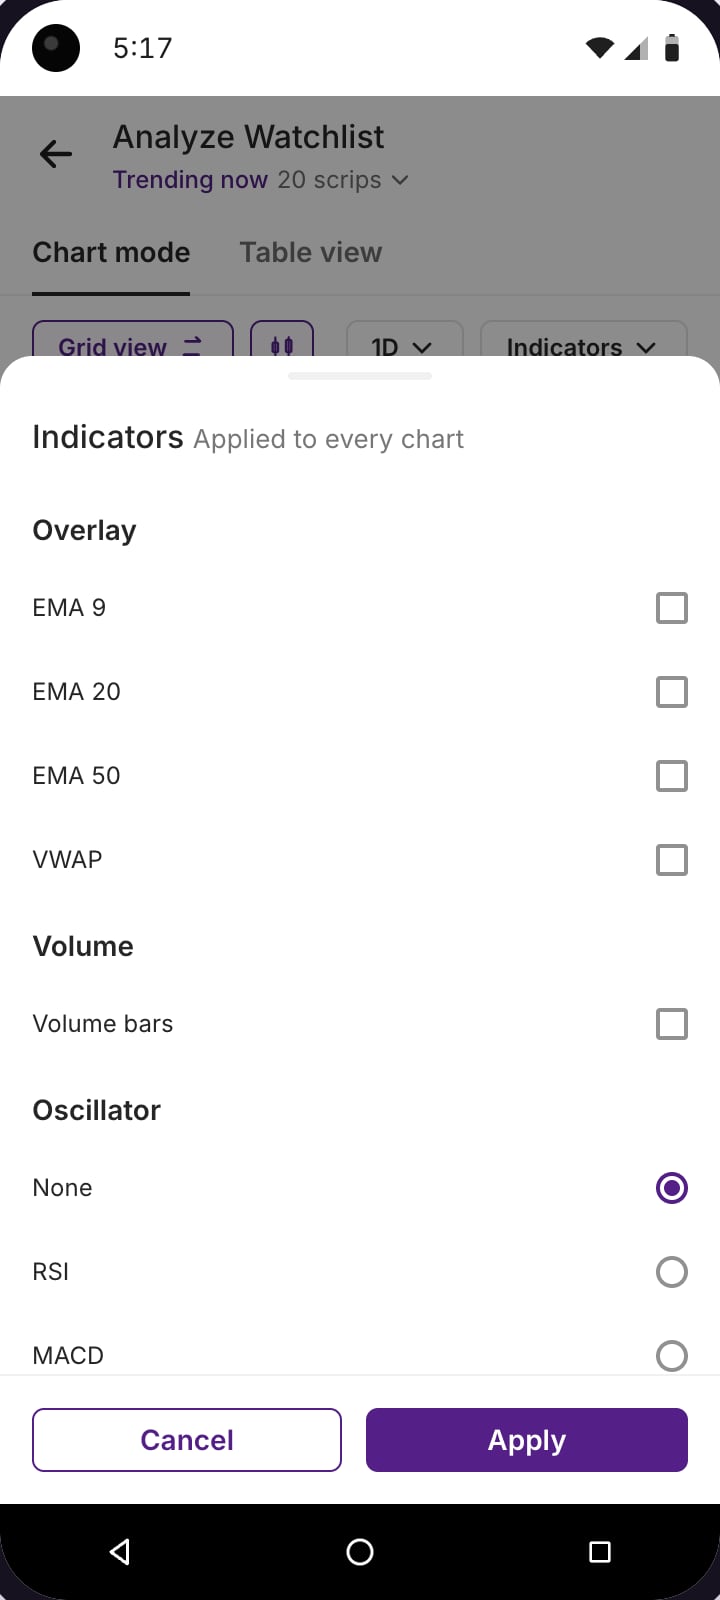 5:17
Analyze Watchlist
Trending now 20 scrips
Chart mode Table view
Grid view 1D Indicators
Indicators Applied to every chart
Overlay
EMA 9
EMA 20
EMA 50
VWAP
Volume
Volume bars
Oscillator
None
RSI
MACD
Cancel Apply